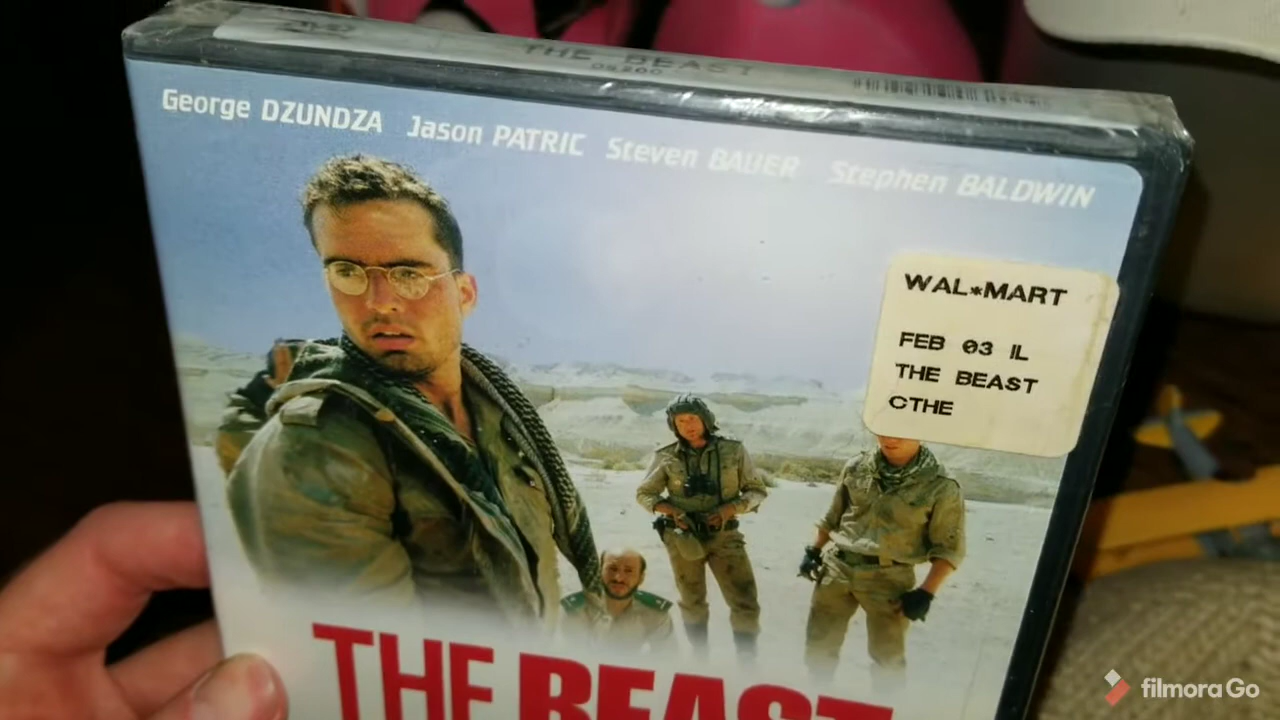 THE BEAST
George DZUNDZA Jason PATRIC Steven BAUER Stephen BALDWIN
WAL*MART
FEB 03 IL
THE BEAST
CTHE
THE BEAST
filmoraGo